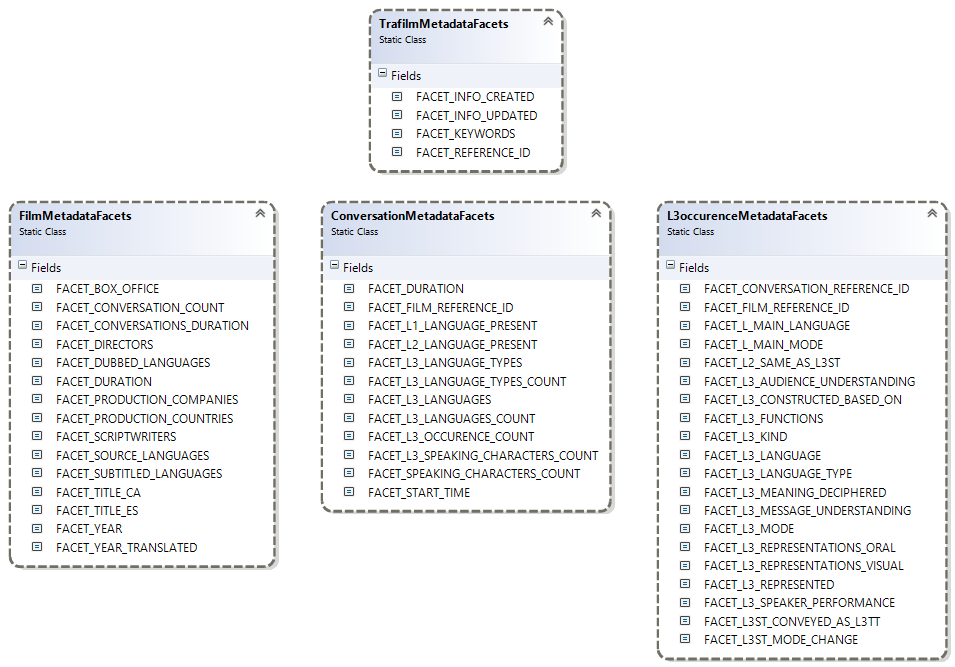 TrafilmMetadataFacets
Static Class
Fields
FACET_INFO_CREATED
FACET_INFO_UPDATED
FACET_KEYWORDS
FACET_REFERENCE_ID
FilmMetadataFacets
Static Class
Fields
FACET_BOX_OFFICE
FACET_CONVERSATION_COUNT
FACET_CONVERSATIONS_DURATION
FACET_DIRECTORS
FACET_DUBBED_LANGUAGES
FACET_DURATION
FACET_PRODUCTION_COMPANIES
FACET_PRODUCTION_COUNTRIES
FACET_SCRIPTWRITERS
FACET_SOURCE_LANGUAGES
FACET_SUBTITLED_LANGUAGES
FACET_TITLE_CA
FACET_TITLE_ES
FACET_YEAR
FACET_YEAR_TRANSLATED
ConversationMetadataFacets
Static Class
Fields
FACET_DURATION
FACET_FILM_REFERENCE_ID
FACET_L1_LANGUAGE_PRESENT
FACET_L2_LANGUAGE_PRESENT
FACET_L3_LANGUAGE_TYPES
FACET_L3_LANGUAGE_TYPES_COUNT
FACET_L3_LANGUAGES
FACET_L3_LANGUAGES_COUNT
FACET_L3_OCCURENCE_COUNT
FACET_L3_SPEAKING_CHARACTERS_COUNT
FACET_SPEAKING_CHARACTERS_COUNT
FACET_START_TIME
L3occurenceMetadataFacets
Static Class
Fields
FACET_CONVERSATION_REFERENCE_ID
FACET_FILM_REFERENCE_ID
FACET_L_MAIN_LANGUAGE
FACET_L_MAIN_MODE
FACET_L2_SAME_AS_L3ST
FACET_L3_AUDIENCE_UNDERSTANDING
FACET_L3_CONSTRUCTED_BASED_ON
FACET_L3_FUNCTIONS
FACET_L3_KIND
FACET_L3_LANGUAGE
FACET_L3_LANGUAGE_TYPE
FACET_L3_MEANING_DECIPHERED
FACET_L3_MESSAGE_UNDERSTANDING
FACET_L3_MODE
FACET_L3_REPRESENTATIONS_ORAL
FACET_L3_REPRESENTATIONS_VISUAL
FACET_L3_REPRESENTED
FACET_L3_SPEAKER_PERFORMANCE
FACET_L3ST_CONVEYED_AS_L3TT
FACET_L3ST_MODE_CHANGE